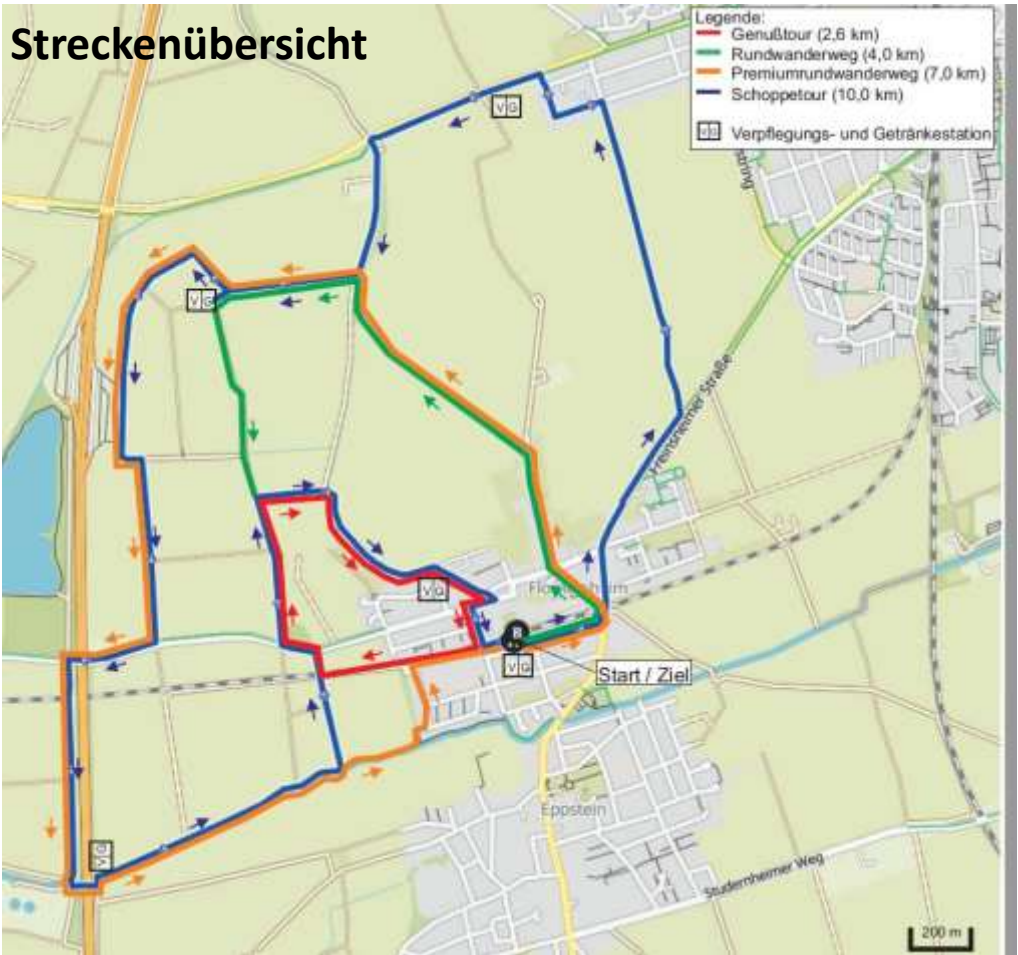 Streckenübersicht
Legende:
Genußtour (2,6 km)
Rundwanderweg (4,0 km)
Premiumrundwanderweg (7,0 km)
Schoppetour (10,0 km)
VG Verpflegungs- und Getränkestation
VG
VG
Freinsheimer Straße
VG
VG
Start / Ziel
VG
Eppstein
Studernheimer Weg
200 m